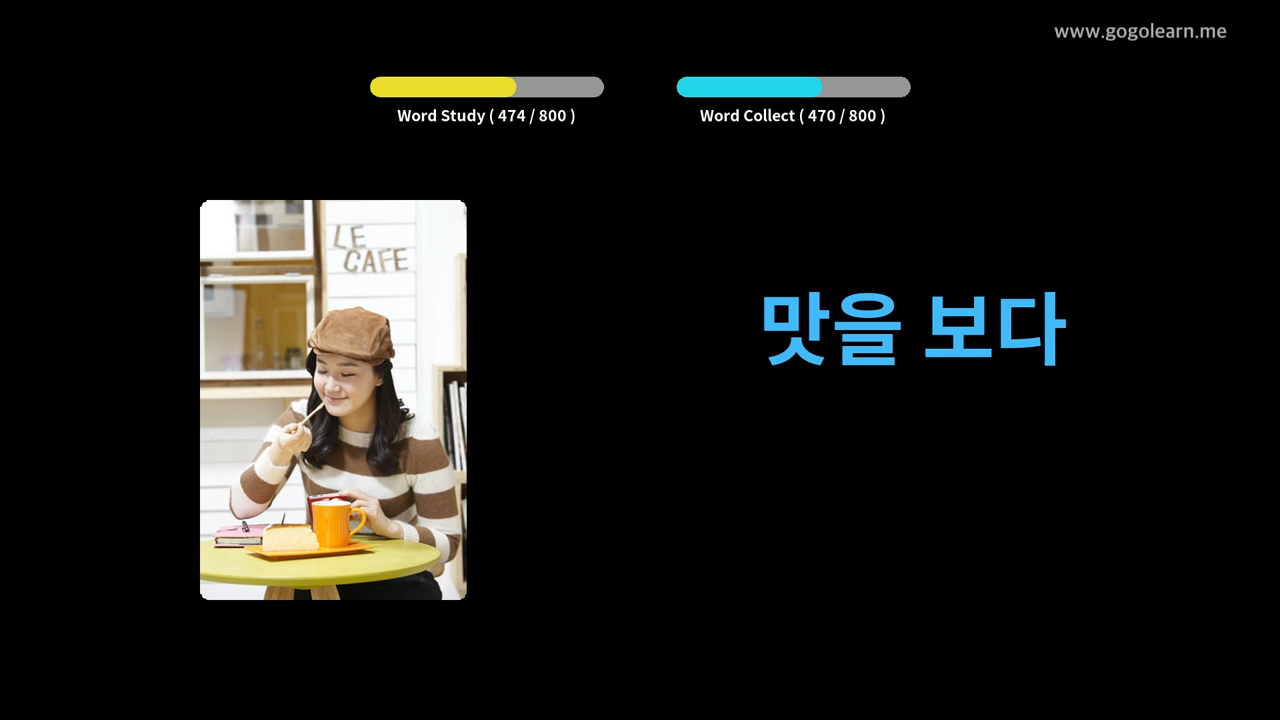 www.gogolearn.me
Word Study ( 474 / 800 )
Word Collect ( 470 / 800 )
LE
CAFE
맛을 보다